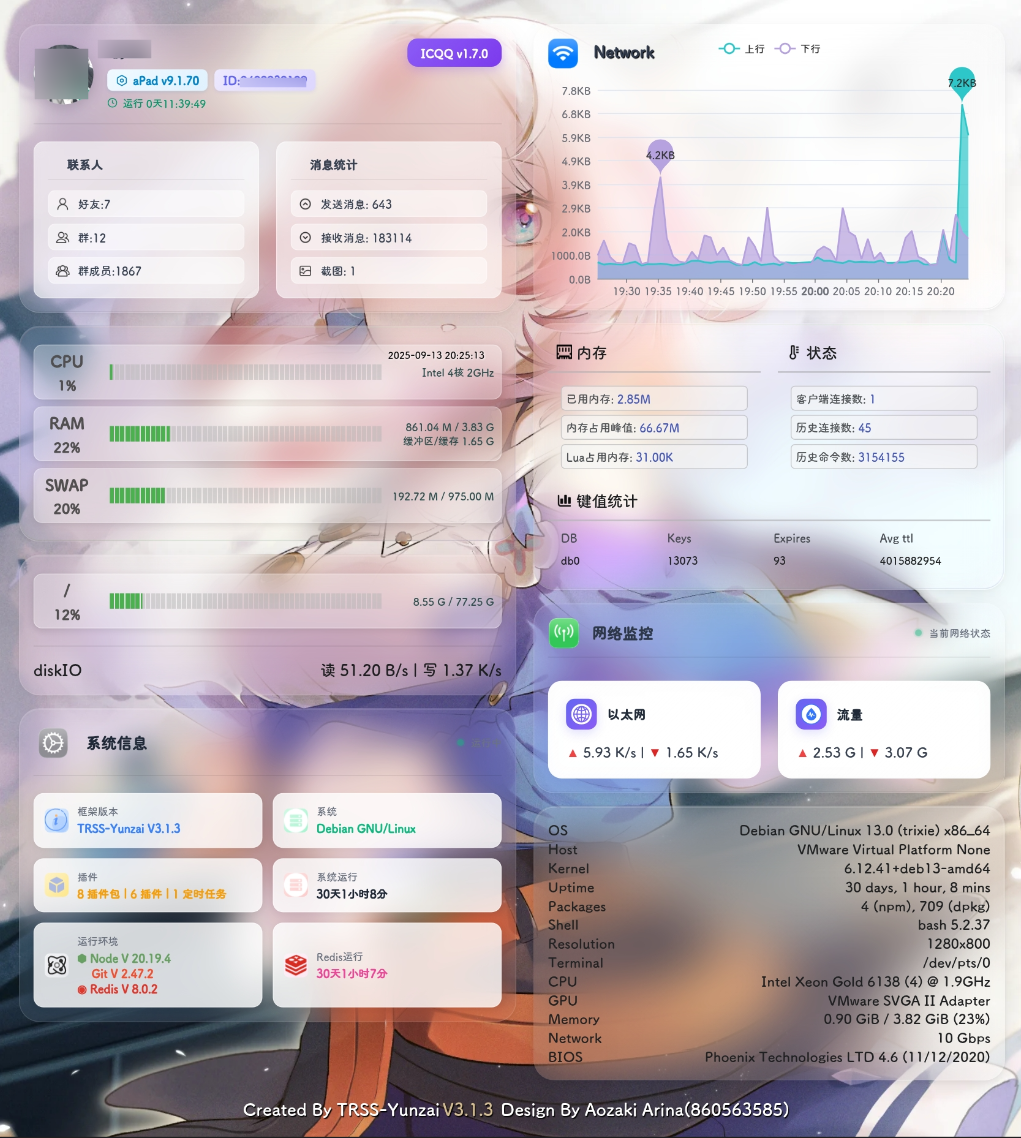 ICQQ v1.7.0
aPad v9.1.70
ID:
运行 0天11:39:49
联系人
好友:7
群:12
群成员:1867
消息统计
发送消息: 643
接收消息: 183114
截图: 1
CPU
1%
2025-09-13 20:25:13
Intel 4核 2GHz
RAM
22%
861.04 M / 3.83 G
缓冲区/缓存 1.65 G
SWAP
20%
192.72 M / 975.00 M
/
12%
8.55 G / 77.25 G
diskIO
读 51.20 B/s | 写 1.37 K/s
系统信息
框架版本
TRSS-Yunzai V3.1.3
系统
Debian GNU/Linux
插件
8 插件包 | 6 插件 | 1 定时任务
系统运行
30天1小时8分
运行环境
Node V 20.19.4
Git V 2.47.2
Redis V 8.0.2
Redis运行
30天1小时7分
Network
上行
下行
7.8KB
6.8KB
5.9KB
4.9KB
3.9KB
2.9KB
2.0KB
1000.0B
0.0B
4.2KB
7.2KB
19:30 19:35 19:40 19:45 19:50 19:55 20:00 20:05 20:10 20:15 20:20
内存
已用内存: 2.85M
内存占用峰值: 66.67M
Lua占用内存: 31.00K
状态
客户端连接数: 1
历史连接数: 45
历史命令数: 3154155
键值统计
DB Keys Expires Avg ttl
db0 13073 93 4015882954
网络监控
当前网络状态
以太网
▲ 5.93 K/s | ▼ 1.65 K/s
流量
▲ 2.53 G | ▼ 3.07 G
OS Debian GNU/Linux 13.0 (trixie) x86_64
Host VMware Virtual Platform None
Kernel 6.12.41+deb13-amd64
Uptime 30 days, 1 hour, 8 mins
Packages 4 (npm), 709 (dpkg)
Shell bash 5.2.37
Resolution 1280x800
Terminal /dev/pts/0
CPU Intel Xeon Gold 6138 (4) @ 1.9GHz
GPU VMware SVGA II Adapter
Memory 0.90 GiB / 3.82 GiB (23%)
Network 10 Gbps
BIOS Phoenix Technologies LTD 4.6 (11/12/2020)
Created By TRSS-Yunzai V3.1.3 Design By Aozaki Arina(860563585)